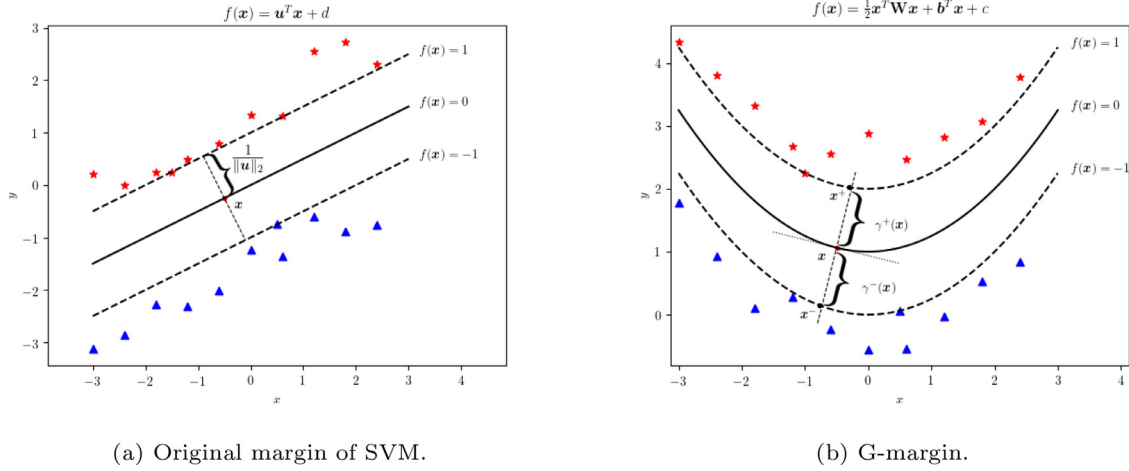 f(x) = u^T x + d
3
2
1
0
−1
−2
−3
y
−3 −2 −1 0 1 2 3 4
x
f(x) = 1
f(x) = 0
f(x) = −1
1/‖u‖₂
x
(a) Original margin of SVM.
f(x) = ½x^T Wx + b^T x + c
4
3
2
1
0
y
−3 −2 −1 0 1 2 3 4
x
f(x) = 1
f(x) = 0
f(x) = −1
x⁺
γ⁺(x)
x
γ⁻(x)
x⁻
(b) G-margin.